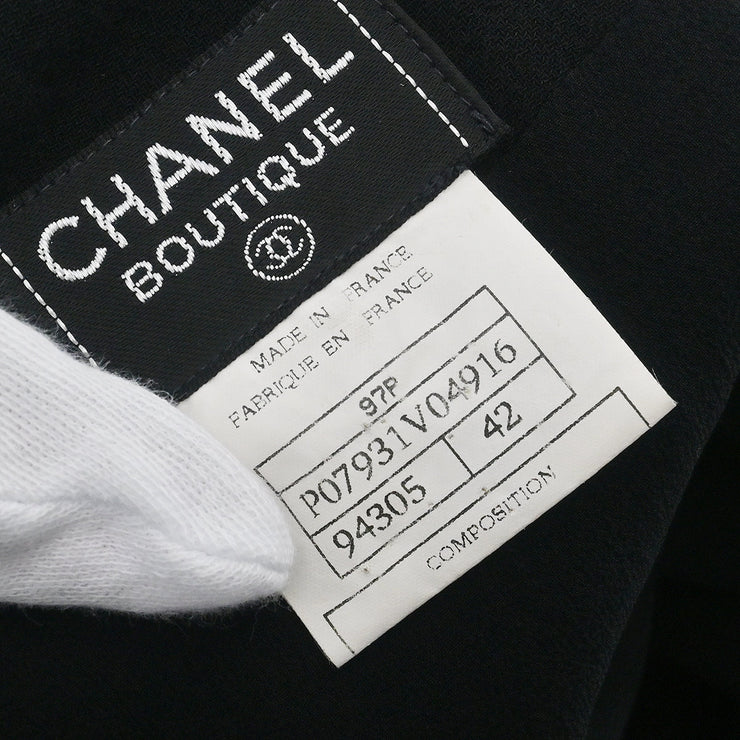 CHANEL
BOUTIQUE
MADE IN FRANCE
FABRIQUE EN FRANCE
97P
P07931V04916
94305 42
COMPOSITION